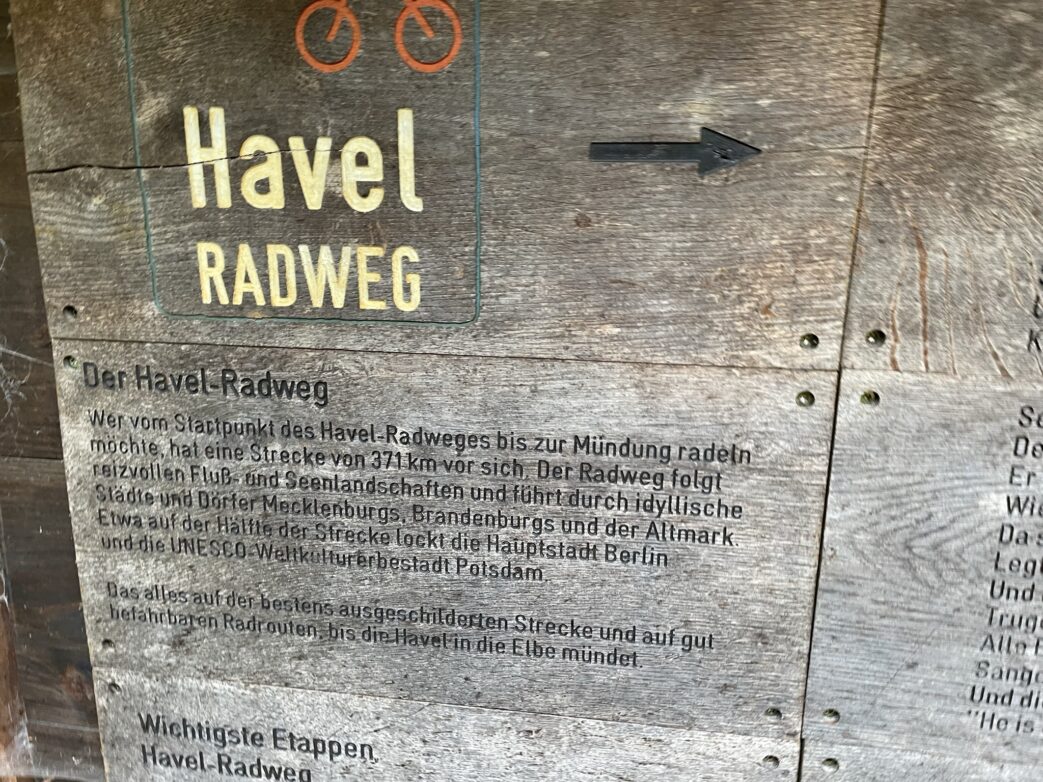 Havel
RADWEG
Der Havel-Radweg
Wer vom Startpunkt des Havel-Radweges bis zur Mündung radeln
möchte, hat eine Strecke von 371 km vor sich. Der Radweg folgt
reizvollen Fluß- und Seenlandschaften und führt durch idyllische
Städte und Dörfer Mecklenburgs, Brandenburgs und der Altmark.
Etwa auf der Hälfte der Strecke lockt die Hauptstadt Berlin
und die UNESCO-Weltkulturerbestadt Potsdam.
Das alles auf der bestens ausgeschilderten Strecke und auf gut
befahrbaren Radrouten, bis die Havel in die Elbe mündet.
Wichtigste Etappen
Havel-Radweg
De
Er
Wie
Da s
Legt
Und
Alle
Sang
Und di
"He is